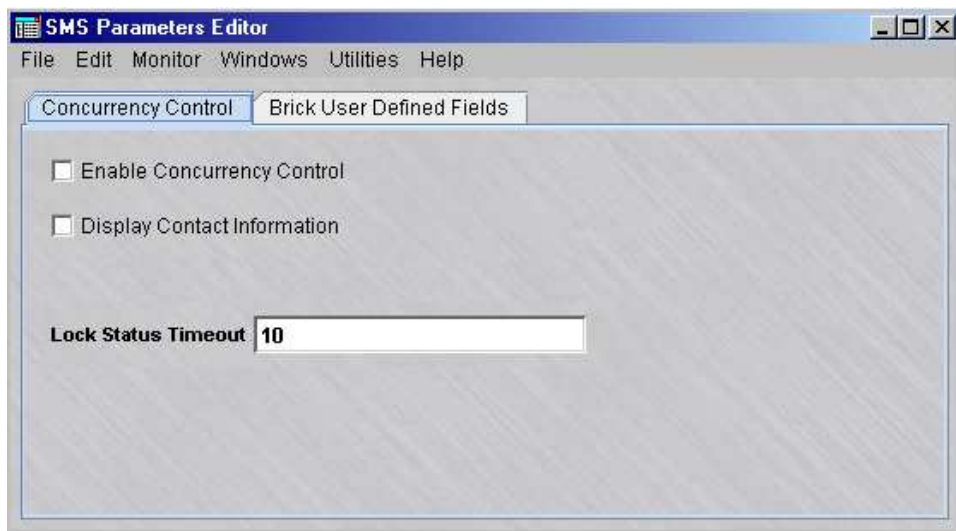 SMS Parameters Editor
File Edit Monitor Windows Utilities Help
Concurrency Control Brick User Defined Fields
Enable Concurrency Control
Display Contact Information
Lock Status Timeout 10